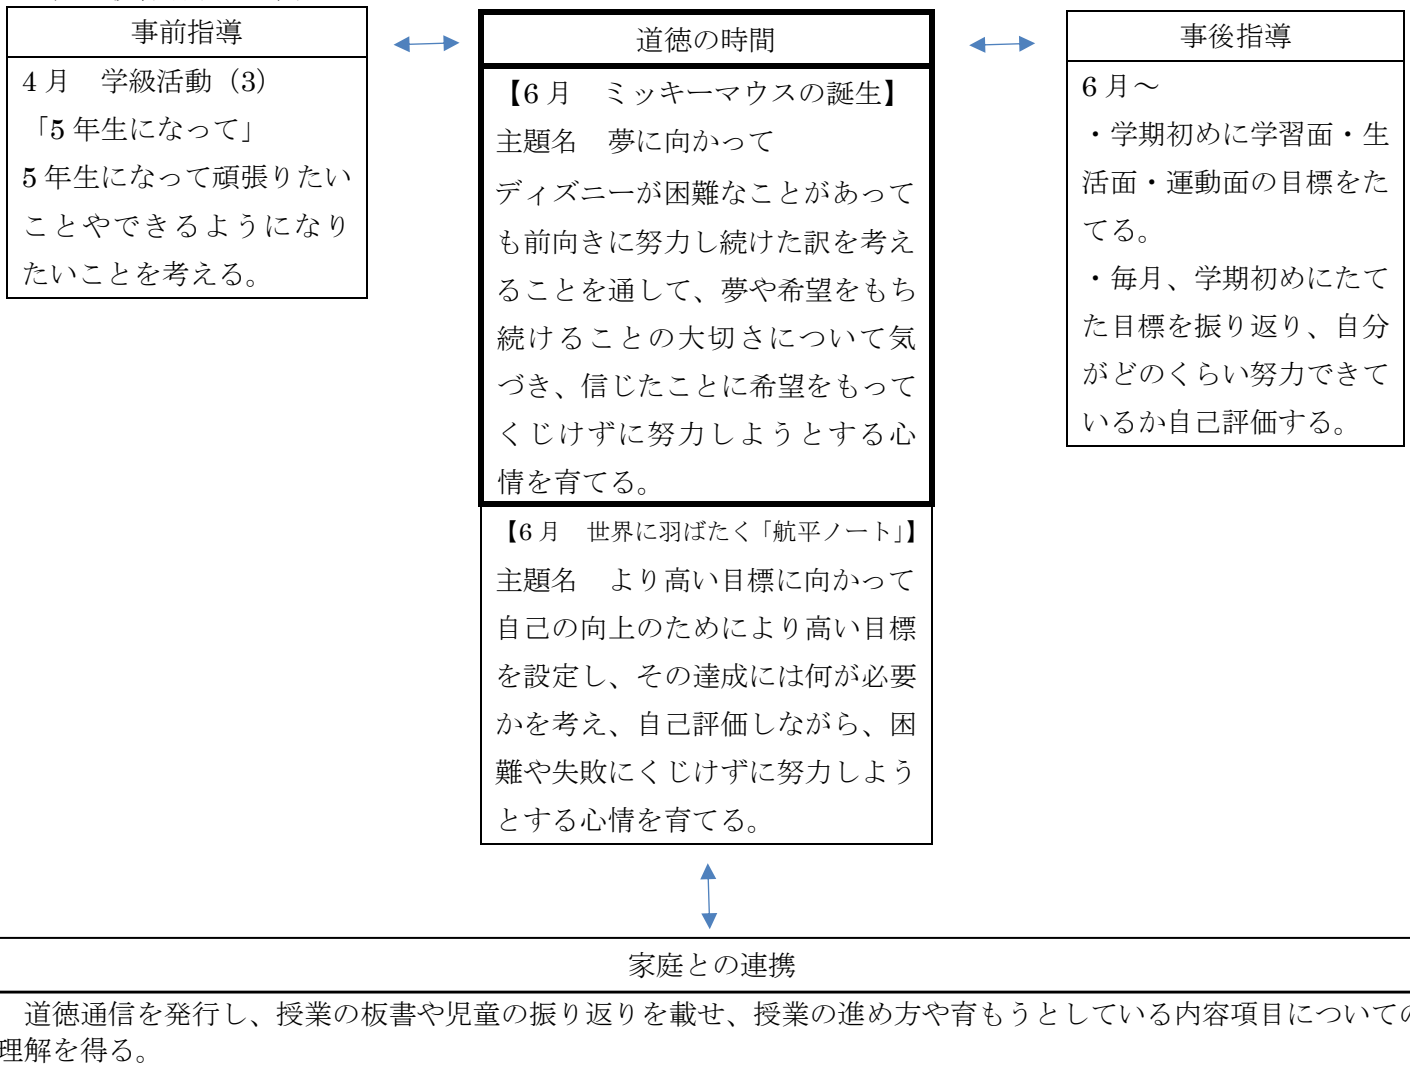 事前指導
4 月　学級活動（3）
「5 年生になって」
5 年生になって頑張りたい
ことやできるようになり
たいことを考える。
道徳の時間
【6 月　ミッキーマウスの誕生】
主題名　夢に向かって
ディズニーが困難なことがあって
も前向きに努力し続けた訳を考え
ることを通して、夢や希望をもち
続けることの大切さについて気
づき、信じたことに希望をもって
くじけずに努力しようとする心
情を育てる。
【6 月　世界に羽ばたく「航平ノート」】
主題名　より高い目標に向かって
自己の向上のためにより高い目標
を設定し、その達成には何が必要
かを考え、自己評価しながら、困
難や失敗にくじけずに努力しよう
とする心情を育てる。
事後指導
6 月～
・学期初めに学習面・生
活面・運動面の目標をた
てる。
・毎月、学期初めにたて
た目標を振り返り、自分
がどのくらい努力できて
いるか自己評価する。
家庭との連携
道徳通信を発行し、授業の板書や児童の振り返りを載せ、授業の進め方や育もうとしている内容項目についての
理解を得る。